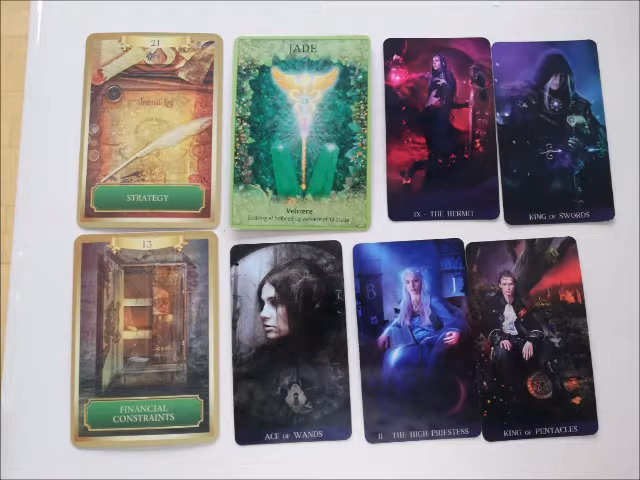 21
STRATEGY
JADE
Velvære
IX - THE HERMIT
KING OF SWORDS
13
FINANCIAL
CONSTRAINTS
ACE OF WANDS
B
II THE HIGH PRIESTESS
KING OF PENTACLES